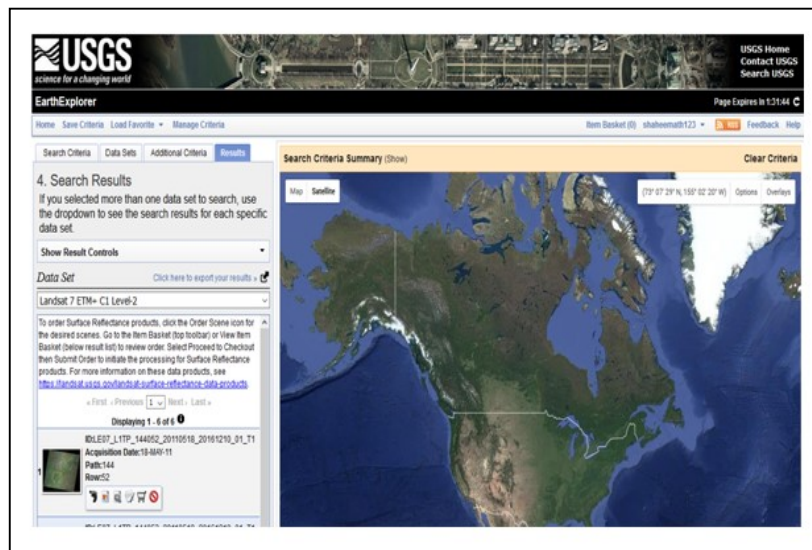 USGS
science for a changing world
USGS Home
Contact USGS
Search USGS
EarthExplorer
Page Expires In 1:31:44
Home Save Criteria Load Favorite Manage Criteria
Item Basket (0) shaheemath123 RSS Feedback Help
Search Criteria Data Sets Additional Criteria Results
Search Criteria Summary (Show)
Clear Criteria
4. Search Results
If you selected more than one data set to search, use
the dropdown to see the search results for each specific
data set.
Show Result Controls
Data Set
Click here to export your results »
Landsat 7 ETM+ C1 Level-2
To order Surface Reflectance products, click the Order Scene icon for
the desired scenes. Go to the Item Basket (top toolbar) or View Item
Basket (below result list) to review order. Select Proceed to Checkout
then Submit Order to initiate the processing for Surface Reflectance
products. For more information on these data products, see
https://landsat.usgs.gov/landsat-surface-reflectance-data-products.
« First ‹ Previous 1 Next › Last »
Displaying 1 - 6 of 6
1
ID:LE07_L1TP_144052_20110518_20161210_01_T1
Acquisition Date:18-MAY-11
Path:144
Row:52
Map Satellite
(73° 07' 29" N, 155° 02' 20" W) Options Overlays